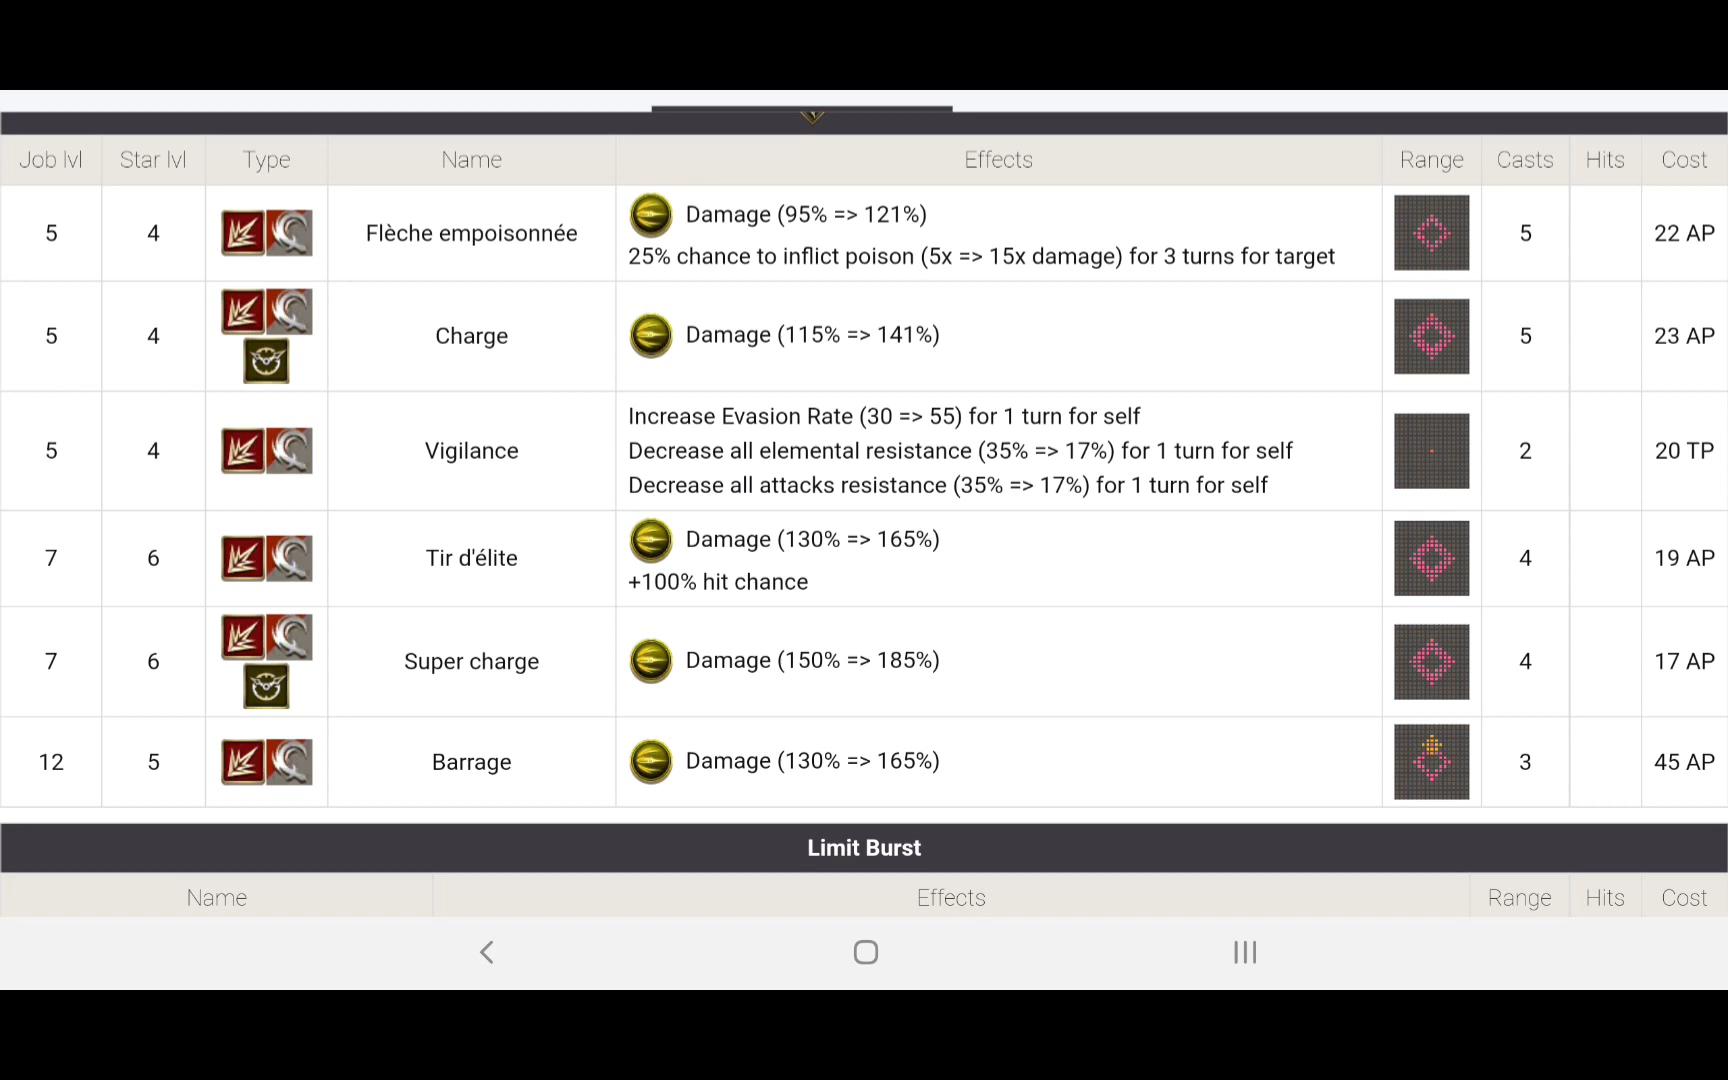 Job lvl Star lvl Type Name Effects Range Casts Hits Cost
5 4 Flèche empoisonnée Damage (95% => 121%) 5 22 AP
25% chance to inflict poison (5x => 15x damage) for 3 turns for target
5 4 Charge Damage (115% => 141%) 5 23 AP
Increase Evasion Rate (30 => 55) for 1 turn for self
5 4 Vigilance Decrease all elemental resistance (35% => 17%) for 1 turn for self 2 20 TP
Decrease all attacks resistance (35% => 17%) for 1 turn for self
7 6 Tir d'élite Damage (130% => 165%) 4 19 AP
+100% hit chance
7 6 Super charge Damage (150% => 185%) 4 17 AP
12 5 Barrage Damage (130% => 165%) 3 45 AP
Limit Burst
Name Effects Range Hits Cost